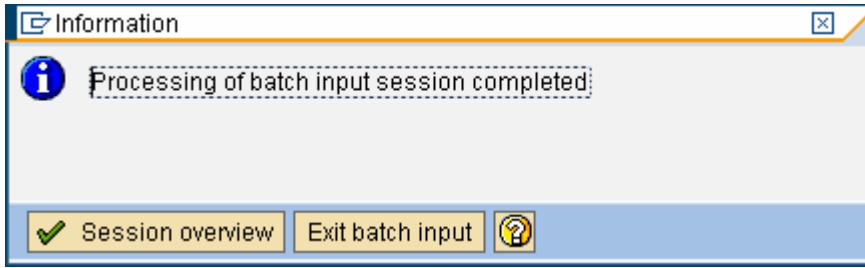 Information
Processing of batch input session completed
Session overview Exit batch input